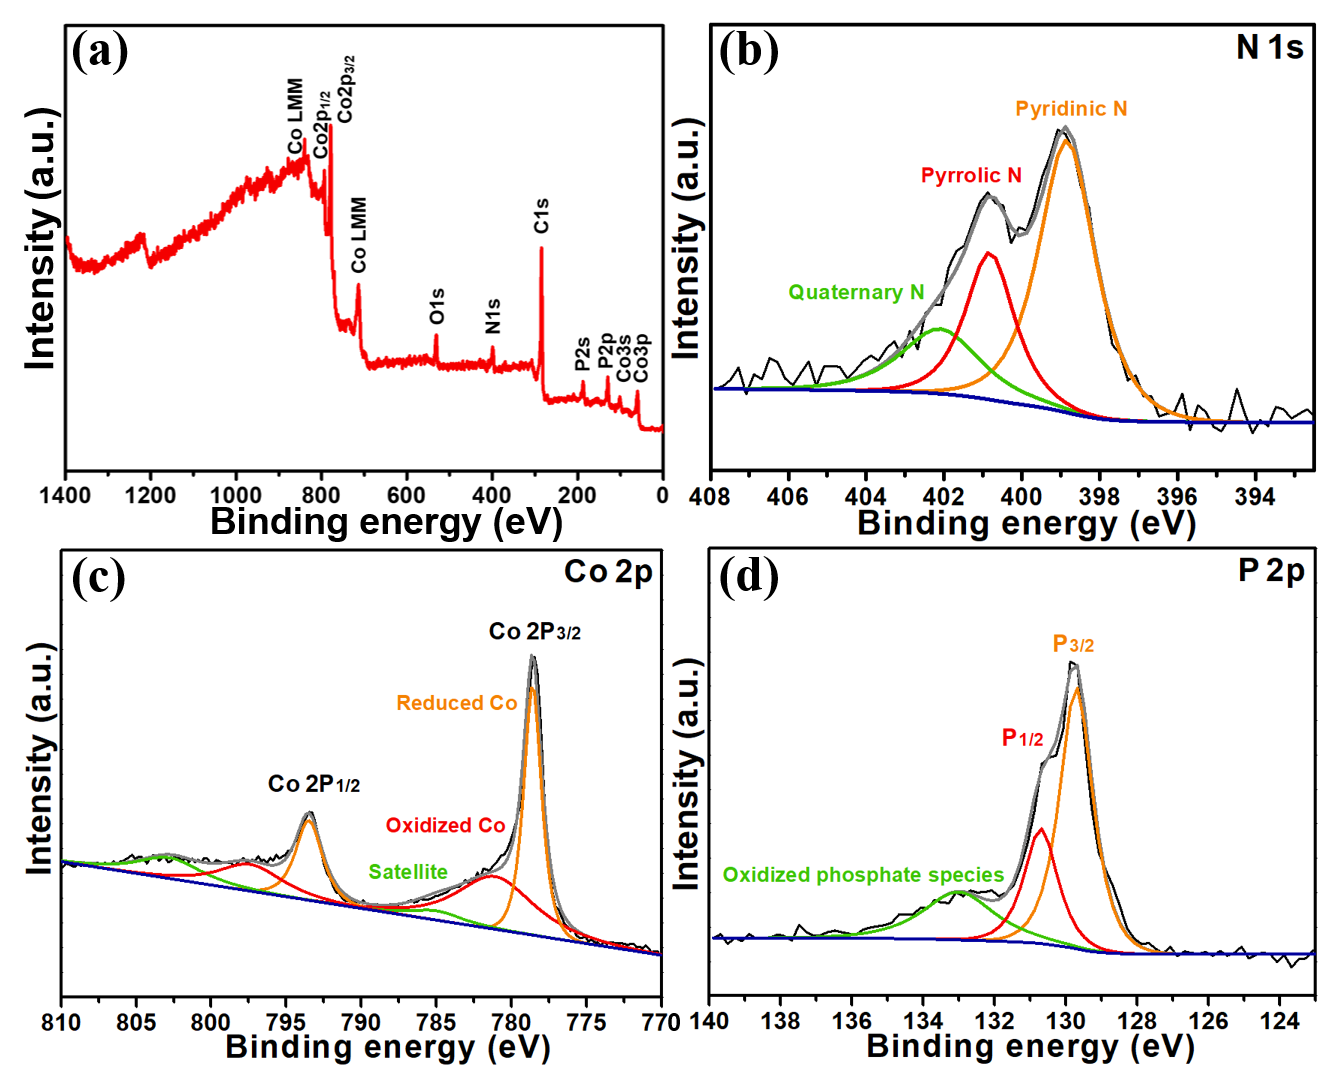 (a)
Co LMM
Co2p1/2
Co2p3/2
Co LMM
O1s
N1s
C1s
P2s
P2p
Co3s
Co3p
Intensity (a.u.)
1400 1200 1000 800 600 400 200 0
Binding energy (eV)
(b)
N 1s
Pyridinic N
Pyrrolic N
Quaternary N
Intensity (a.u.)
408 406 404 402 400 398 396 394
Binding energy (eV)
(c)
Co 2p
Co 2P3/2
Reduced Co
Co 2P1/2
Oxidized Co
Satellite
Intensity (a.u.)
810 805 800 795 790 785 780 775 770
Binding energy (eV)
(d)
P 2p
P3/2
P1/2
Oxidized phosphate species
Intensity (a.u.)
140 138 136 134 132 130 128 126 124
Binding energy (eV)